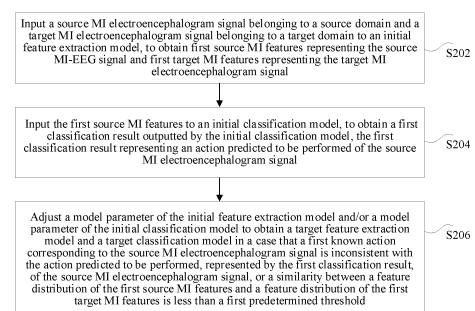 Input a source MI electroencephalogram signal belonging to a source domain and a
target MI electroencephalogram signal belonging to a target domain to an initial
feature extraction model, to obtain first source MI features representing the source
MI-EEG signal and first target MI features representing the target MI
electroencephalogram signal
S202
Input the first source MI features to an initial classification model, to obtain a first
classification result outputted by the initial classification model, the first
classification result representing an action predicted to be performed of the source
MI electroencephalogram signal
S204
Adjust a model parameter of the initial feature extraction model and/or a model
parameter of the initial classification model to obtain a target feature extraction
model and a target classification model in a case that a first known action
corresponding to the source MI electroencephalogram signal is inconsistent with
the action predicted to be performed, represented by the first classification result,
of the source MI electroencephalogram signal, or a similarity between a feature
distribution of the first source MI features and a feature distribution of the first
target MI features is less than a first predetermined threshold
S206